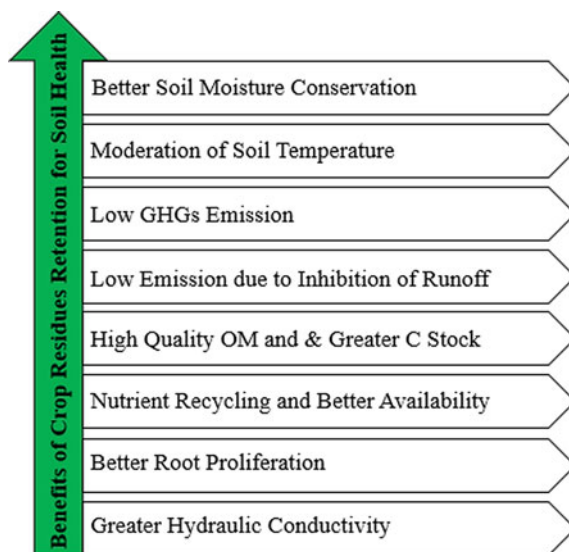 Benefits of Crop Residues Retention for Soil Health
Better Soil Moisture Conservation
Moderation of Soil Temperature
Low GHGs Emission
Low Emission due to Inhibition of Runoff
High Quality OM and & Greater C Stock
Nutrient Recycling and Better Availability
Better Root Proliferation
Greater Hydraulic Conductivity